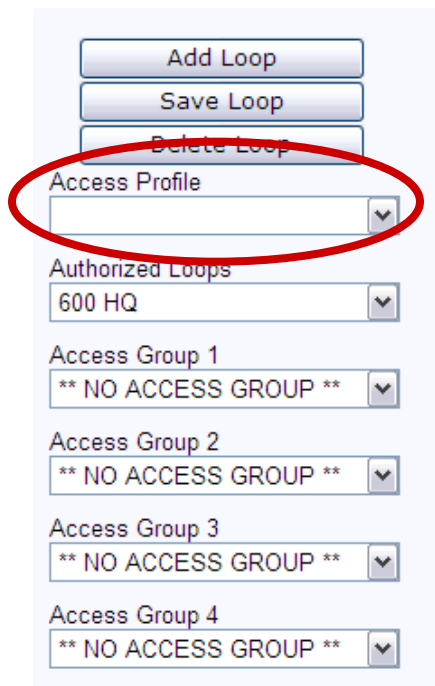 Add Loop
Save Loop
Delete Loop
Access Profile
Authorized Loops
600 HQ
Access Group 1
** NO ACCESS GROUP **
Access Group 2
** NO ACCESS GROUP **
Access Group 3
** NO ACCESS GROUP **
Access Group 4
** NO ACCESS GROUP **